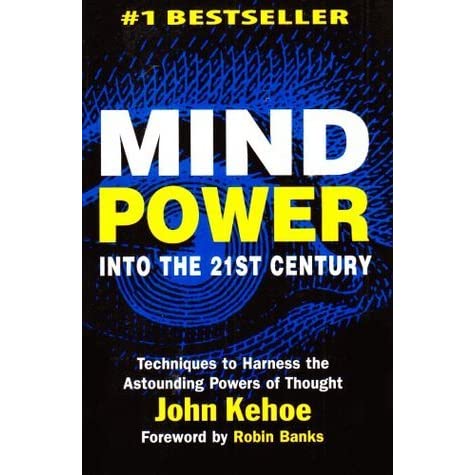 #1 BESTSELLER
MIND
POWER
INTO THE 21ST CENTURY
Techniques to Harness the
Astounding Powers of Thought
John Kehoe
Foreword by Robin Banks